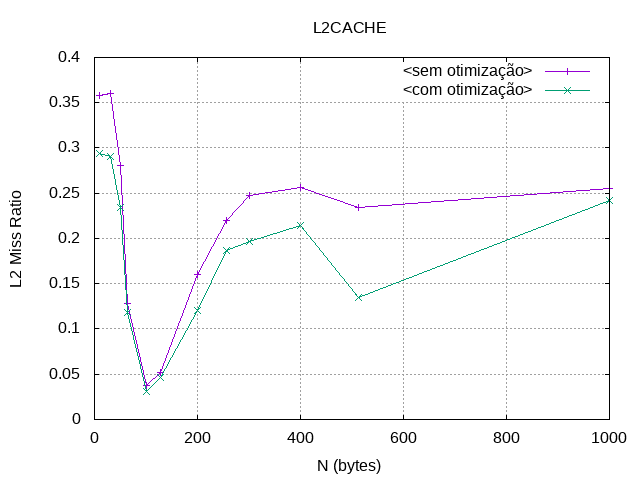 L2CACHE
<sem otimização>
<com otimização>
0.4
0.35
0.3
0.25
0.2
0.15
0.1
0.05
0
L2 Miss Ratio
0 200 400 600 800 1000
N (bytes)